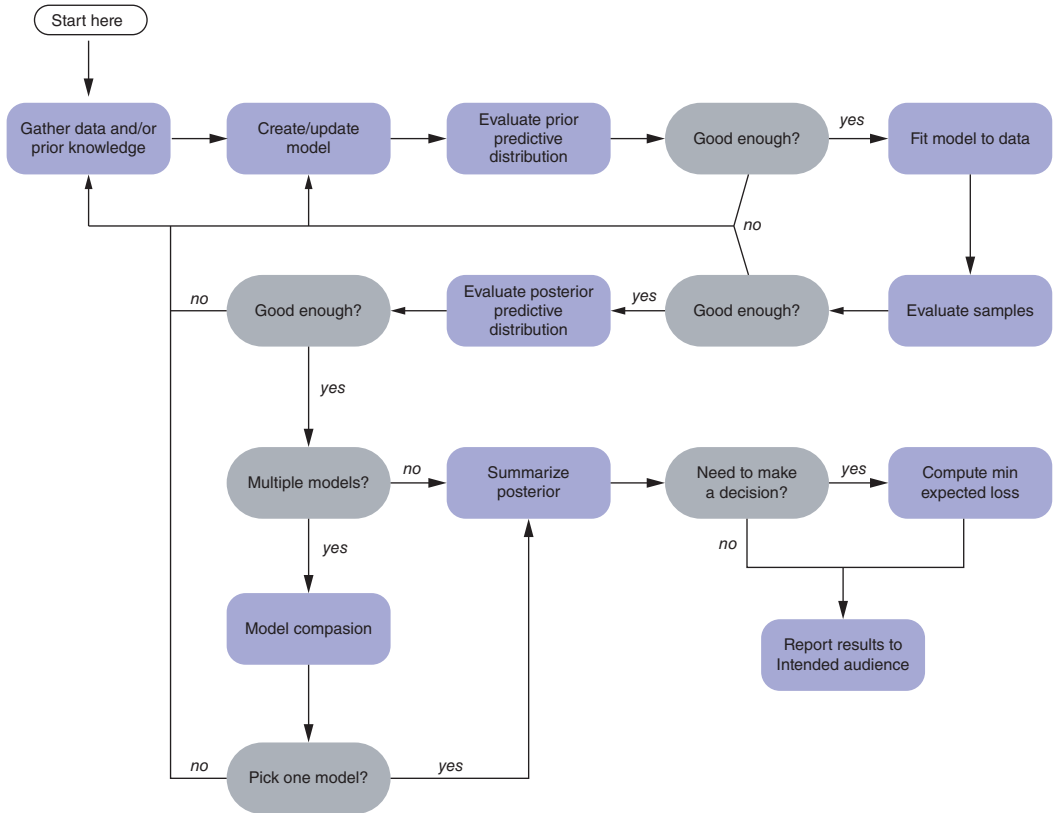 Start here
Gather data and/or
prior knowledge
Create/update
model
Evaluate prior
predictive
distribution
Good enough?
yes
Fit model to data
no
no
Good enough?
Evaluate posterior
predictive
distribution
yes
Good enough?
Evaluate samples
yes
Multiple models?
no
Summarize
posterior
Need to make
a decision?
yes
Compute min
expected loss
yes
no
Model compasion
Report results to
Intended audience
no
Pick one model?
yes